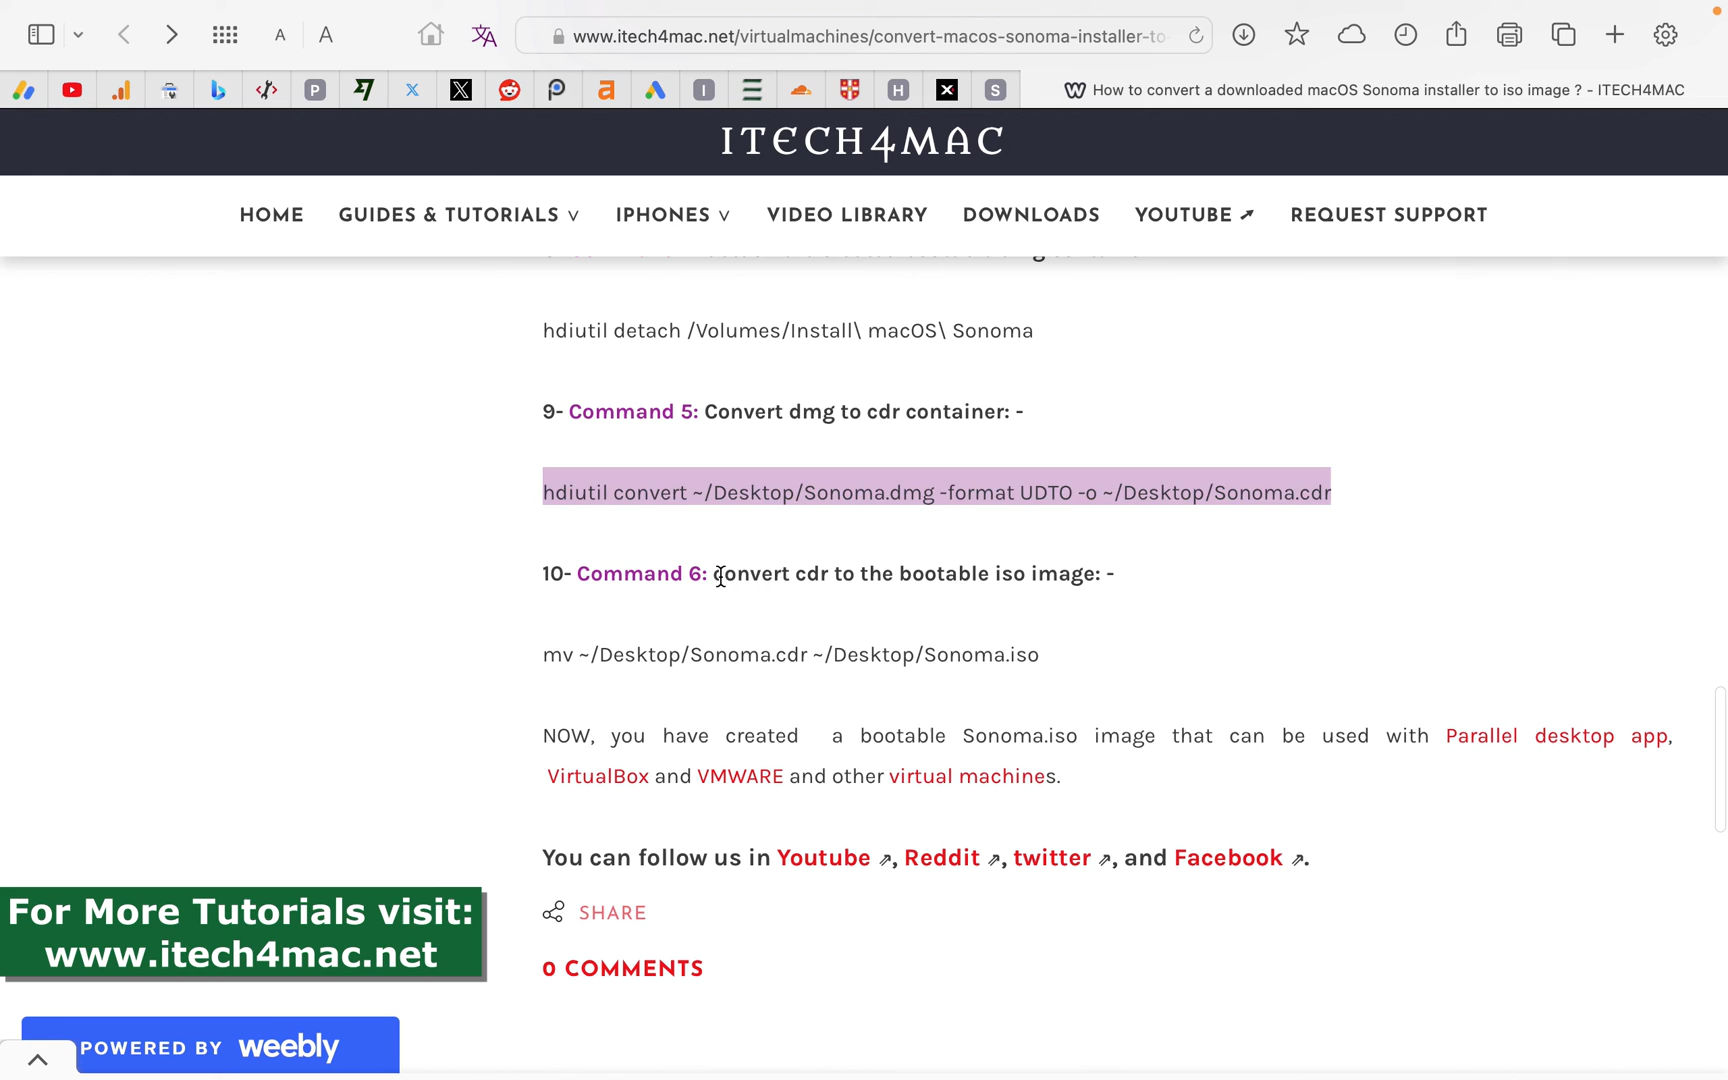 www.itech4mac.net/virtualmachines/convert-macos-sonoma-installer-to-
How to convert a downloaded macOS Sonoma installer to iso image ? - ITECH4MAC
ITECH4MAC
HOME GUIDES & TUTORIALS IPHONES VIDEO LIBRARY DOWNLOADS YOUTUBE REQUEST SUPPORT
hdiutil detach /Volumes/Install\ macOS\ Sonoma
9- Command 5: Convert dmg to cdr container: -
hdiutil convert ~/Desktop/Sonoma.dmg -format UDTO -o ~/Desktop/Sonoma.cdr
10- Command 6: convert cdr to the bootable iso image: -
mv ~/Desktop/Sonoma.cdr ~/Desktop/Sonoma.iso
NOW, you have created a bootable Sonoma.iso image that can be used with Parallel desktop app,
VirtualBox and VMWARE and other virtual machines.
You can follow us in Youtube ⇗, Reddit ⇗, twitter ⇗, and Facebook ⇗.
SHARE
0 COMMENTS
For More Tutorials visit:
www.itech4mac.net
POWERED BY weebly